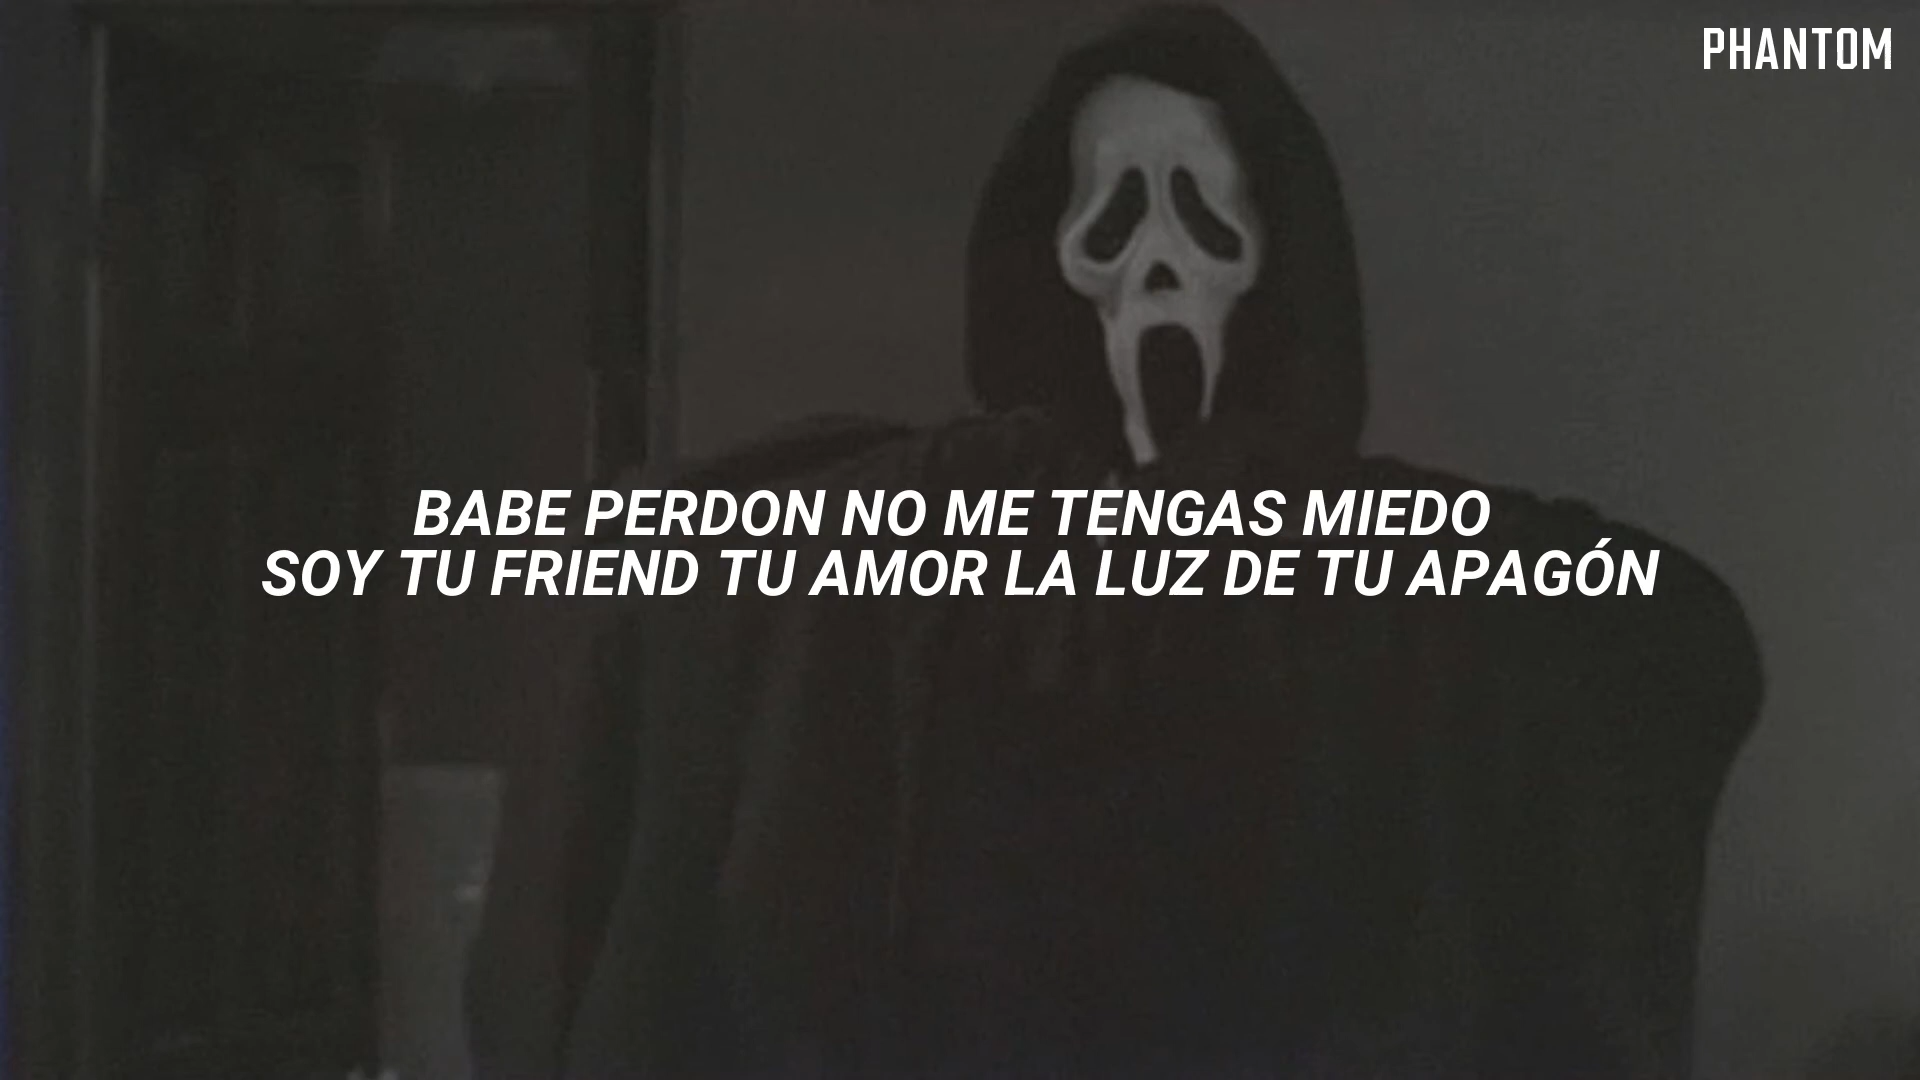 PHANTOM
BABE PERDON NO ME TENGAS MIEDO
SOY TU FRIEND TU AMOR LA LUZ DE TU APAGÓN